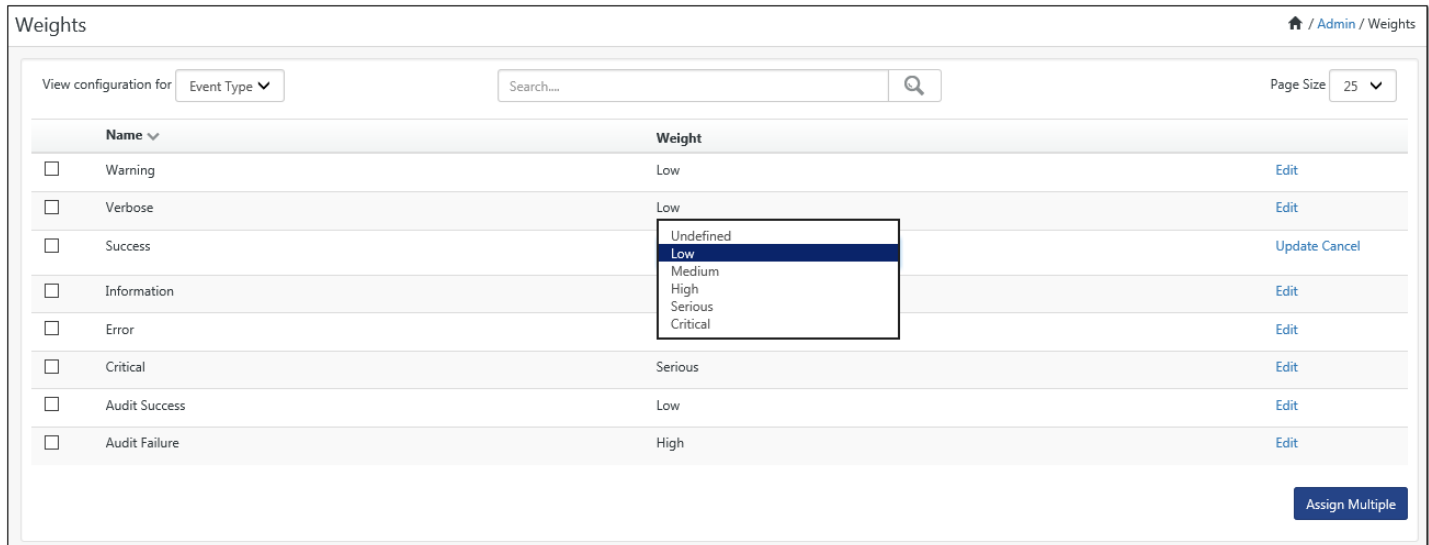 Weights / Admin / Weights
View configuration for Event Type Search.... Page Size 25
Name Weight
Warning Low Edit
Verbose Low Edit
Undefined
Success Low Update Cancel
Medium
Information High Edit
Serious
Error Critical Edit
Critical Serious Edit
Audit Success Low Edit
Audit Failure High Edit
Assign Multiple